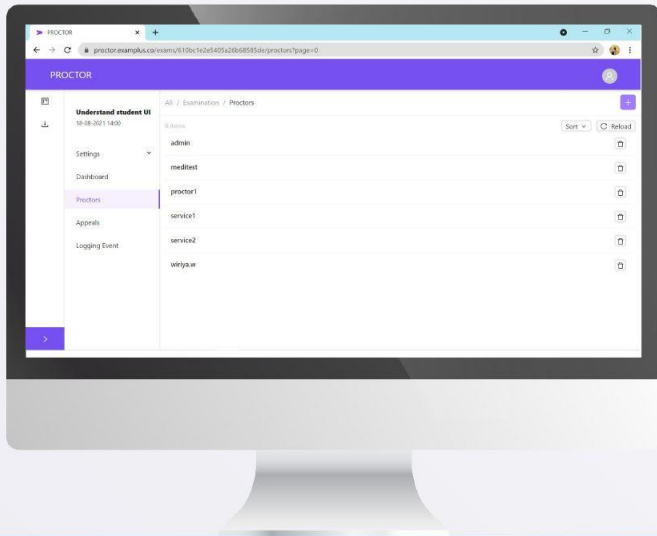 PROCTOR
proctor.examplus.co/exams/610bc1e2e5405a26b68585de/proctors?page=0
PROCTOR
Understand student UI
18-08-2021 14:00
Settings
Dashboard
Proctors
Appeals
Logging Event
All / Examination / Proctors
6 items
Sort
Reload
admin
meditest
proctor1
service1
service2
wiriya.w